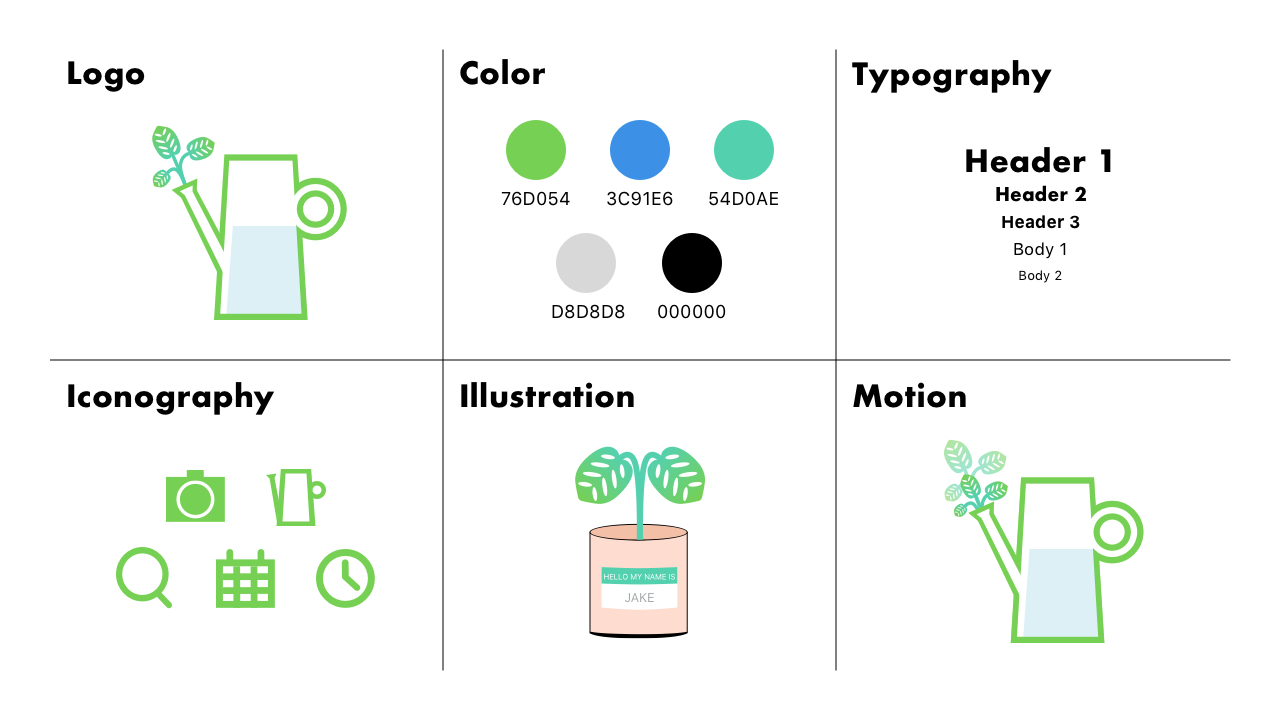 Logo
Color
76D054
3C91E6
54D0AE
D8D8D8
000000
Typography
Header 1
Header 2
Header 3
Body 1
Body 2
Iconography
Illustration
HELLO MY NAME IS
JAKE
Motion